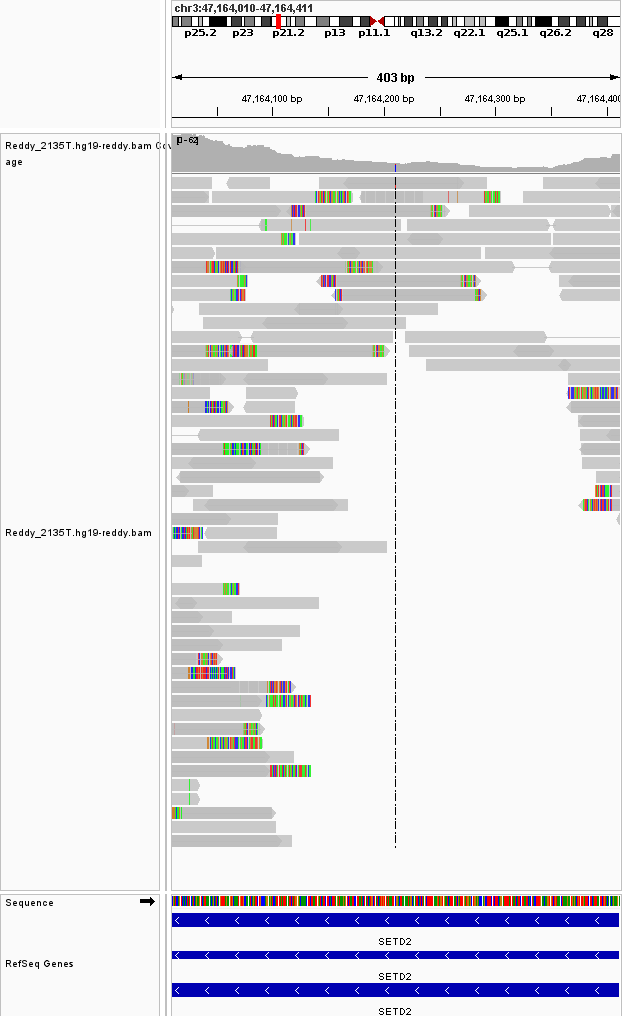 chr3:47,164,010-47,164,411
p25.2 p23 p21.2 p13 p11.1 q13.2 q22.1 q25.1 q26.2 q28
403 bp
47,164,100 bp 47,164,200 bp 47,164,300 bp 47,164,400
Reddy_2135T.hg19-reddy.bam Cov
age
[0-62]
Reddy_2135T.hg19-reddy.bam
Sequence
SETD2
RefSeq Genes
SETD2
SETD2